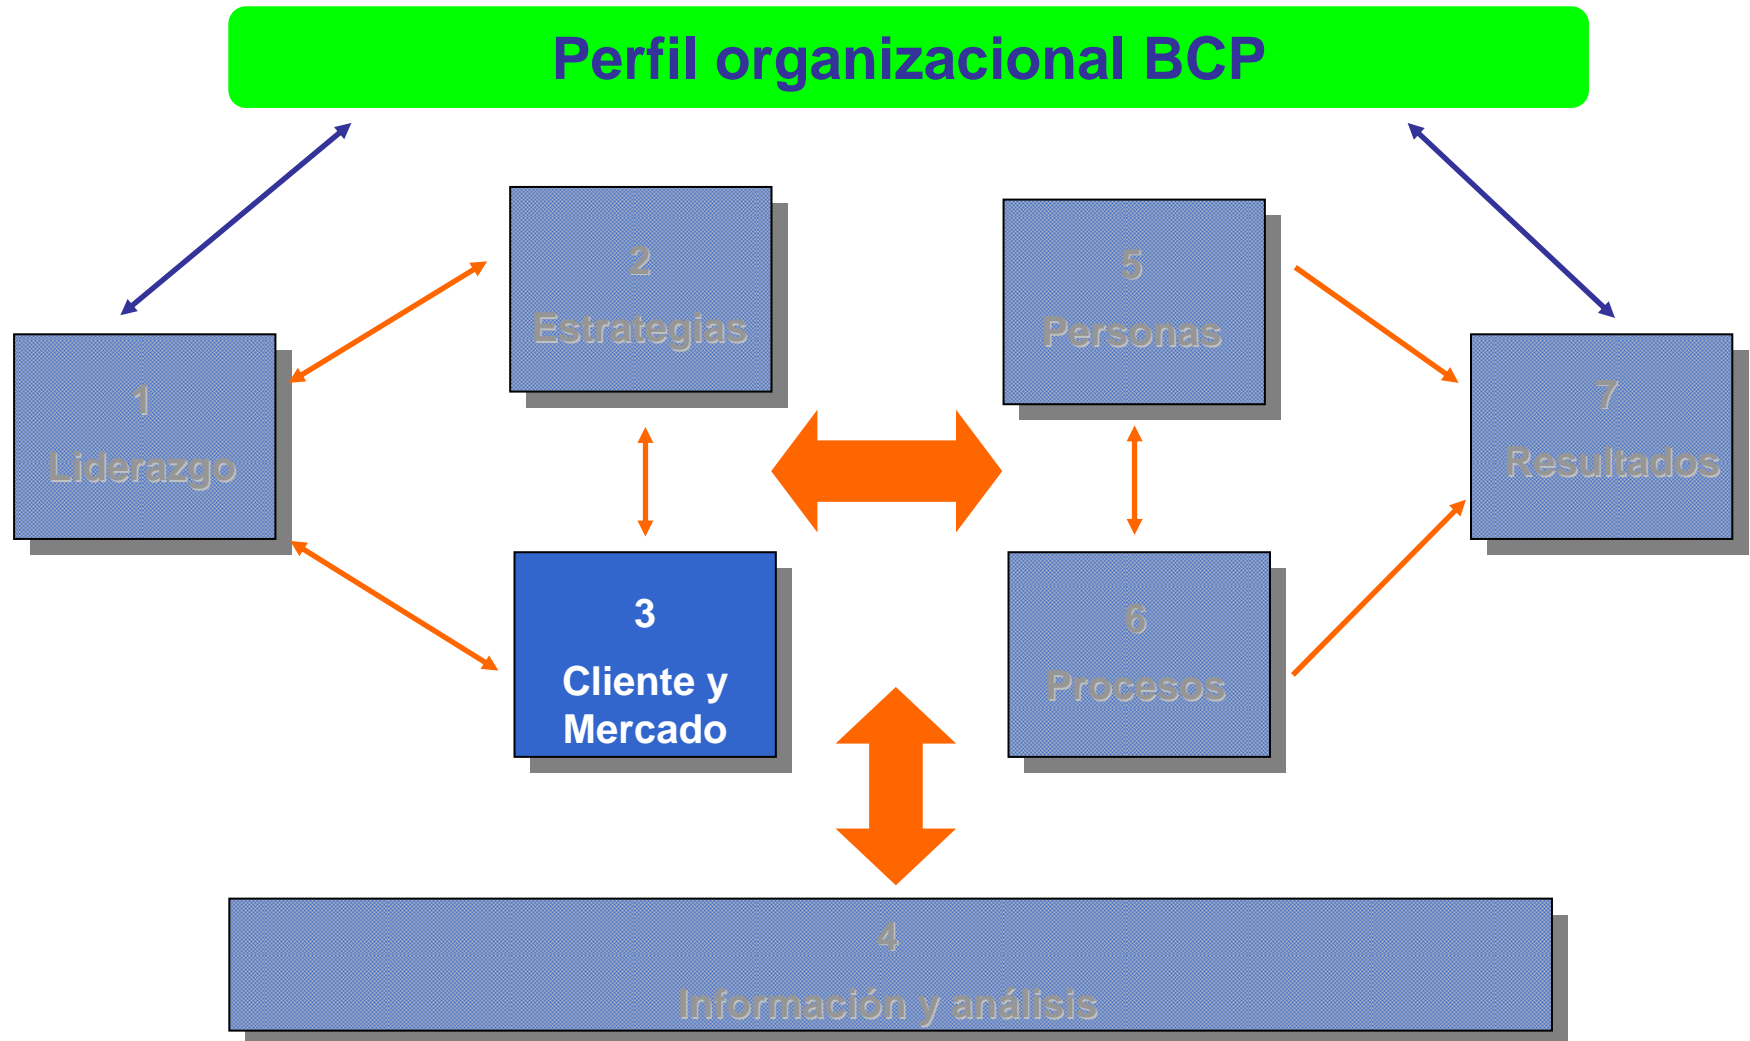 Perfil organizacional BCP
1
Liderazgo
2
Estrategias
3
Cliente y
Mercado
5
Personas
6
Procesos
7
Resultados
4
Información y análisis